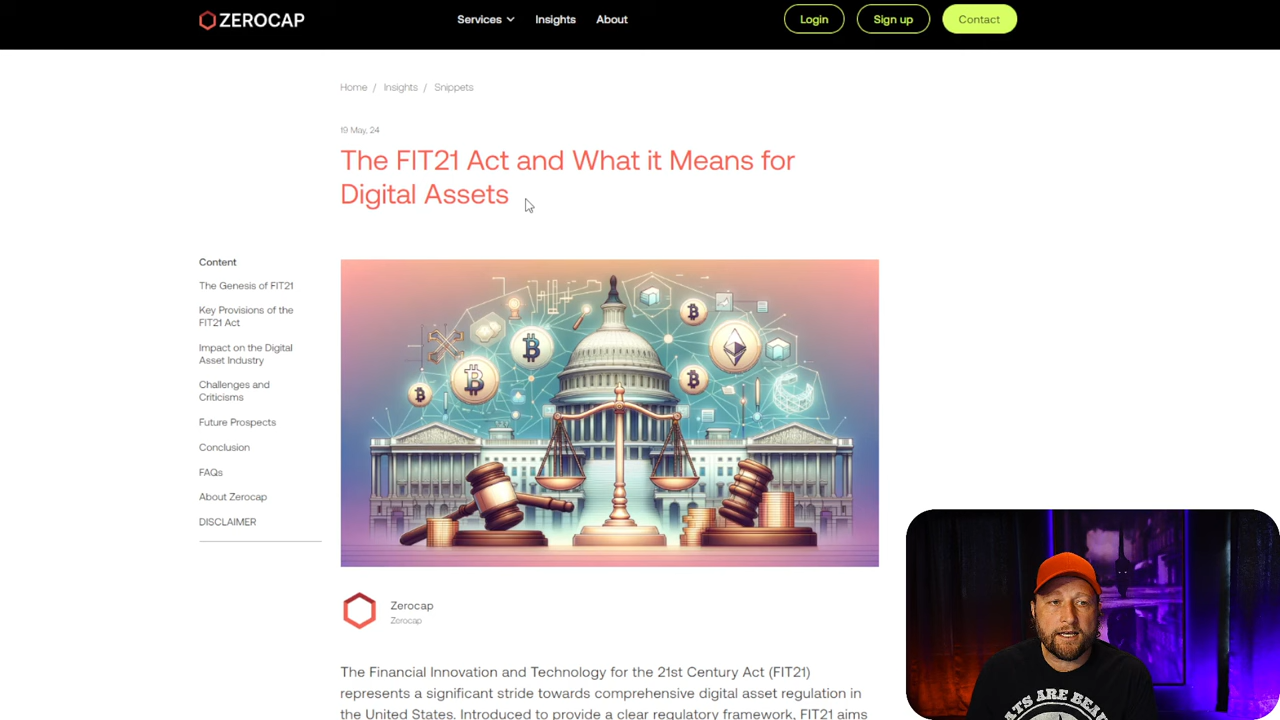 ZEROCAP
Services
Insights
About
Login
Sign up
Contact
Home / Insights / Snippets
19 May, 24
The FIT21 Act and What it Means for
Digital Assets
Content
The Genesis of FIT21
Key Provisions of the
FIT21 Act
Impact on the Digital
Asset Industry
Challenges and
Criticisms
Future Prospects
Conclusion
FAQs
About Zerocap
DISCLAIMER
Zerocap
Zerocap
The Financial Innovation and Technology for the 21st Century Act (FIT21)
represents a significant stride towards comprehensive digital asset regulation in
the United States. Introduced to provide a clear regulatory framework, FIT21 aims